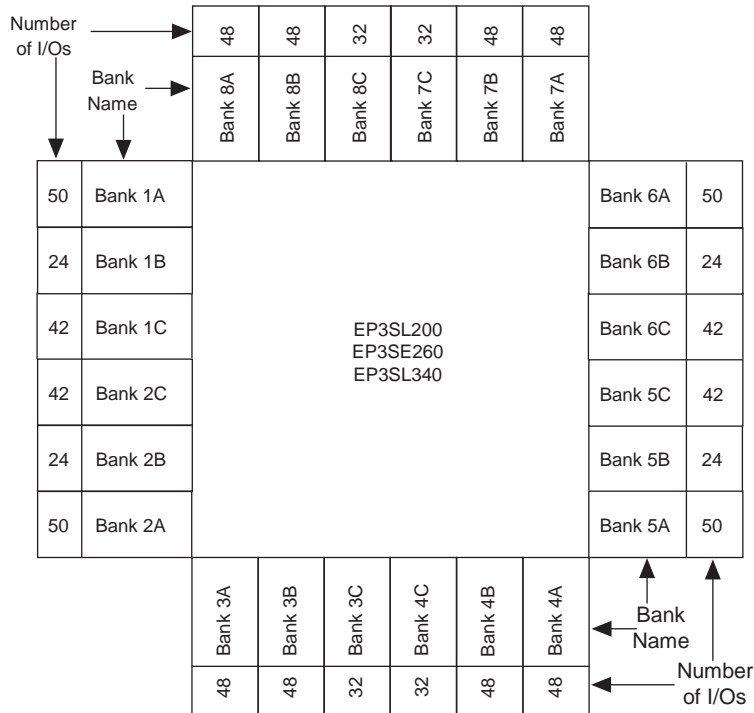 Number
of I/Os
48
48
32
32
48
48
Bank
Name
Bank 8A
Bank 8B
Bank 8C
Bank 7C
Bank 7B
Bank 7A
50
Bank 1A
Bank 6A
50
24
Bank 1B
Bank 6B
24
42
Bank 1C
Bank 6C
42
EP3SL200
EP3SE260
EP3SL340
42
Bank 2C
Bank 5C
42
24
Bank 2B
Bank 5B
24
50
Bank 2A
Bank 5A
50
Bank 3A
Bank 3B
Bank 3C
Bank 4C
Bank 4B
Bank 4A
Bank
Name
48
48
32
32
48
48
Number
of I/Os